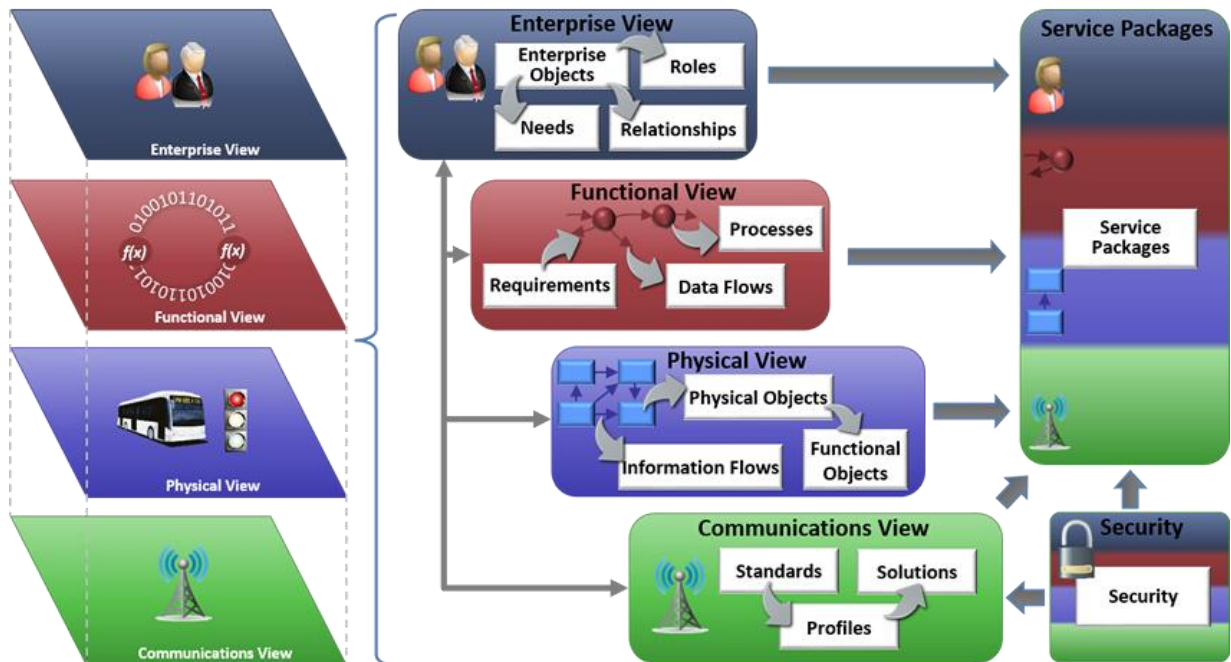 Enterprise View
0100101101011
f(x)
f(x)
Functional View
Physical View
Communications View
Enterprise View
Enterprise
Objects
Roles
Needs
Relationships
Functional View
Processes
Requirements
Data Flows
Physical View
Physical Objects
Information Flows
Functional
Objects
Communications View
Standards
Solutions
Profiles
Service Packages
Service
Packages
Security
Security